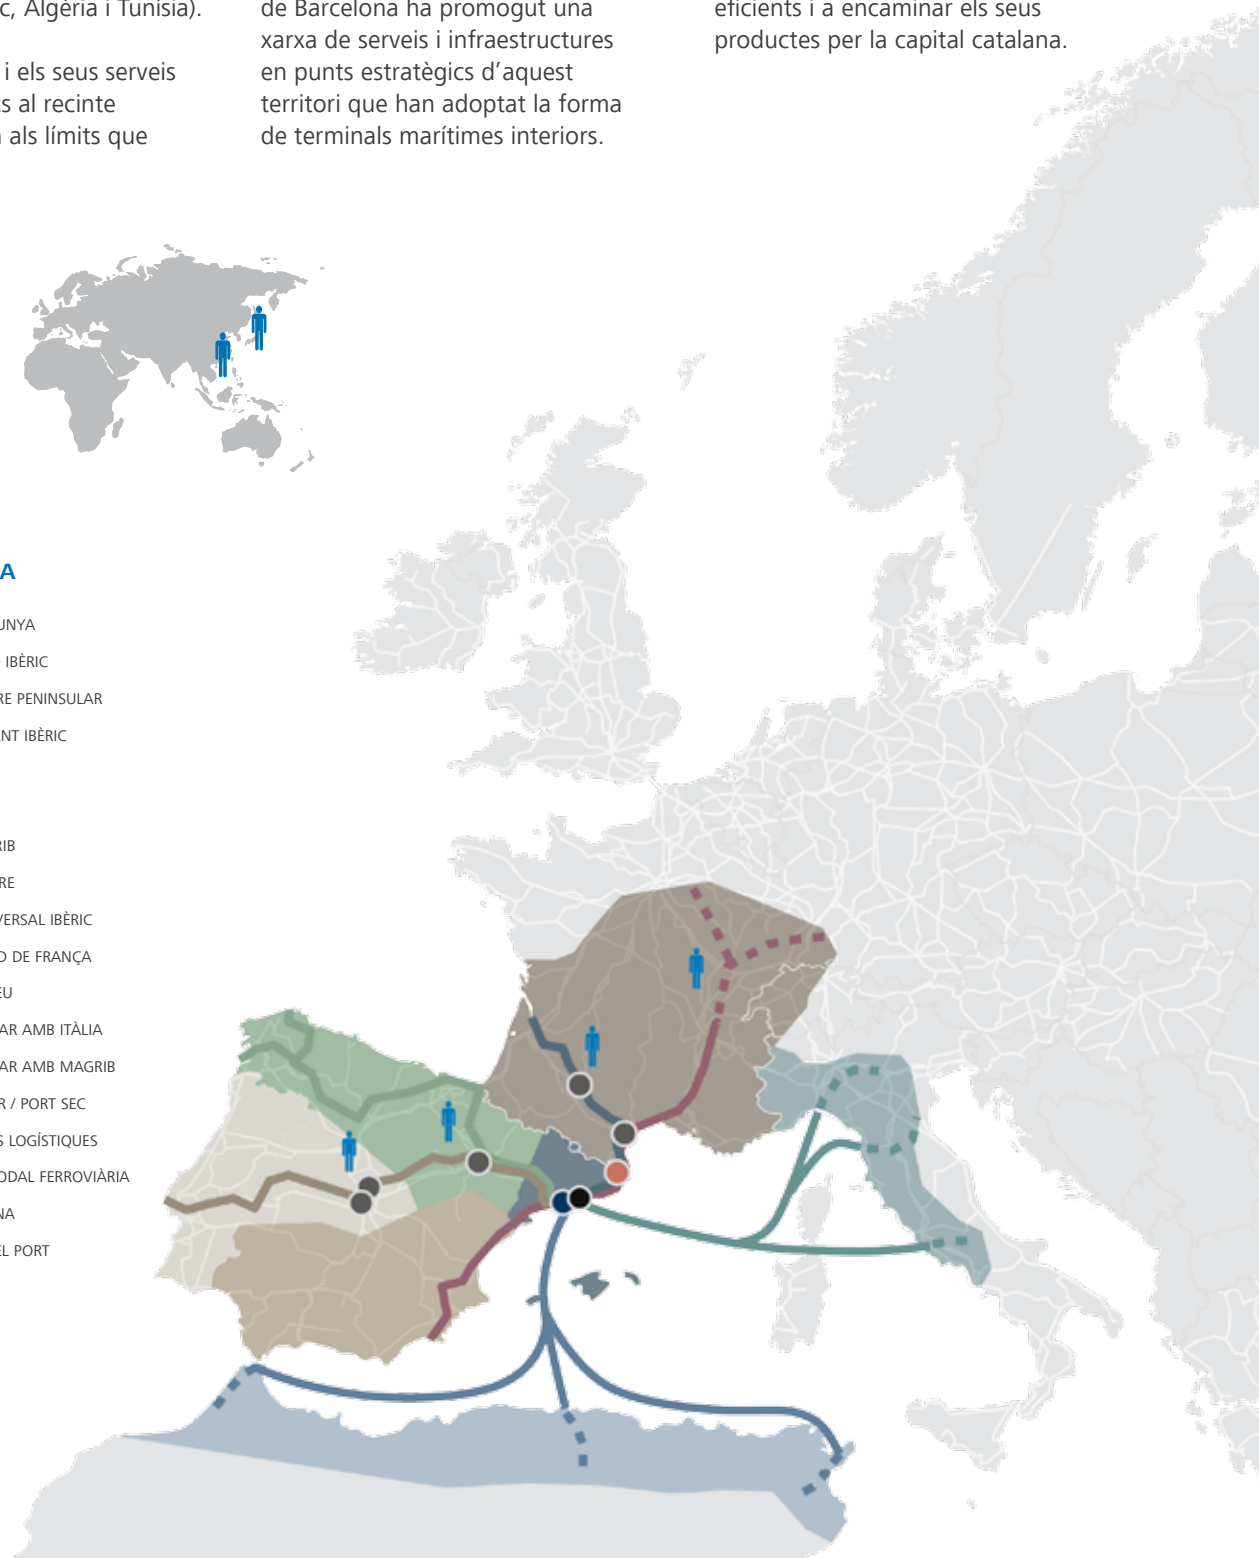 c, Algèria i Tunísia).
i els seus serveis
s al recinte
als límits que
de Barcelona ha promogut una
xarxa de serveis i infraestructures
en punts estratègics d’aquest
territori que han adoptat la forma
de terminals marítimes interiors.
eficients i a encaminar els seus
productes per la capital catalana.
A
UNYA
IBÈRIC
RE PENINSULAR
NT IBÈRIC
RIB
RE
VERSAL IBÈRIC
D DE FRANÇA
EU
AR AMB ITÀLIA
AR AMB MAGRIB
R / PORT SEC
S LOGÍSTIQUES
ODAL FERROVIÀRIA
NA
EL PORT